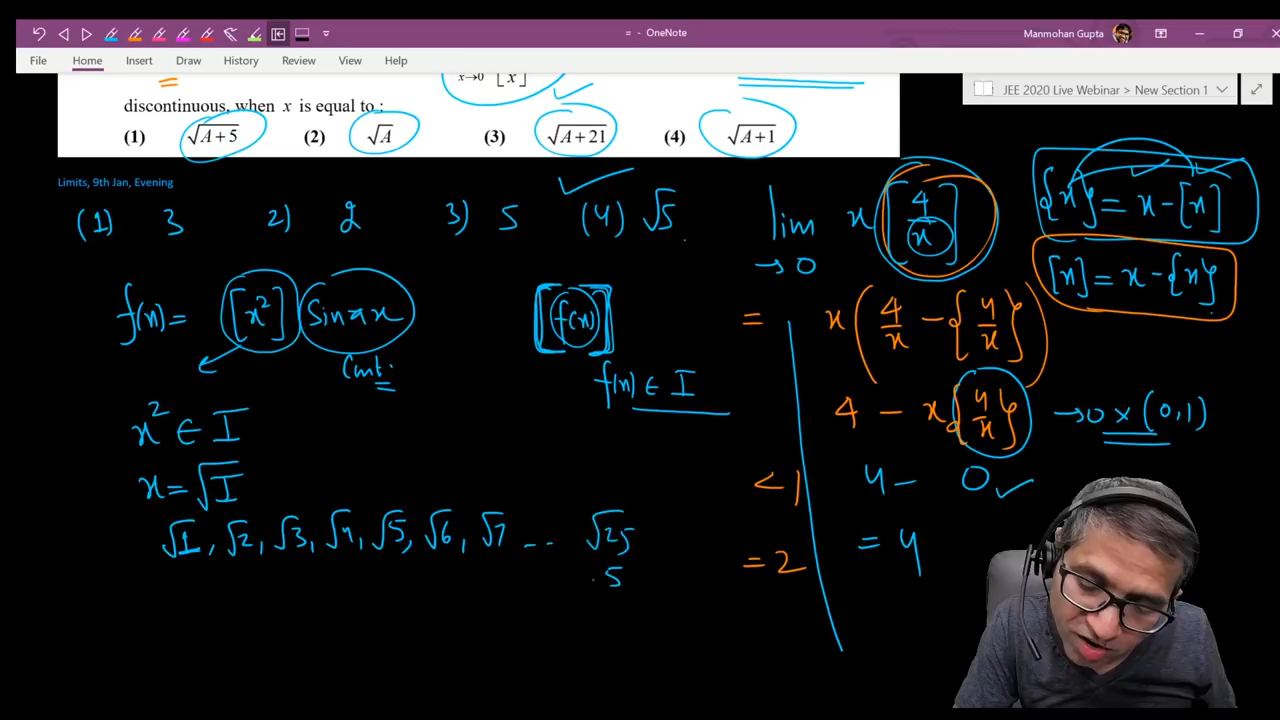 = - OneNote
Manmohan Gupta
File Home Insert Draw History Review View Help
JEE 2020 Live Webinar > New Section 1
x→0 [x]
discontinuous, when x is equal to :
(1) √A+5 (2) √A (3) √A+21 (4) √A+1
Limits, 9th Jan, Evening
(1) 3 2) 2 3) 5 (4) √5
f(x) = [x²] Sin πx
Cont:
[f(x)]
f(x) ∈ I
x² ∈ I
x = √I
√1, √2, √3, √4, √5, √6, √7 -- √25
5
lim x [4/x]
→0
= x(4/x - {4/x})
4 - x{4/x} → 0 × (0,1)
<1 4 - 0 ✓
=2 = 4
{x} = x - [x]
[x] = x - {x}